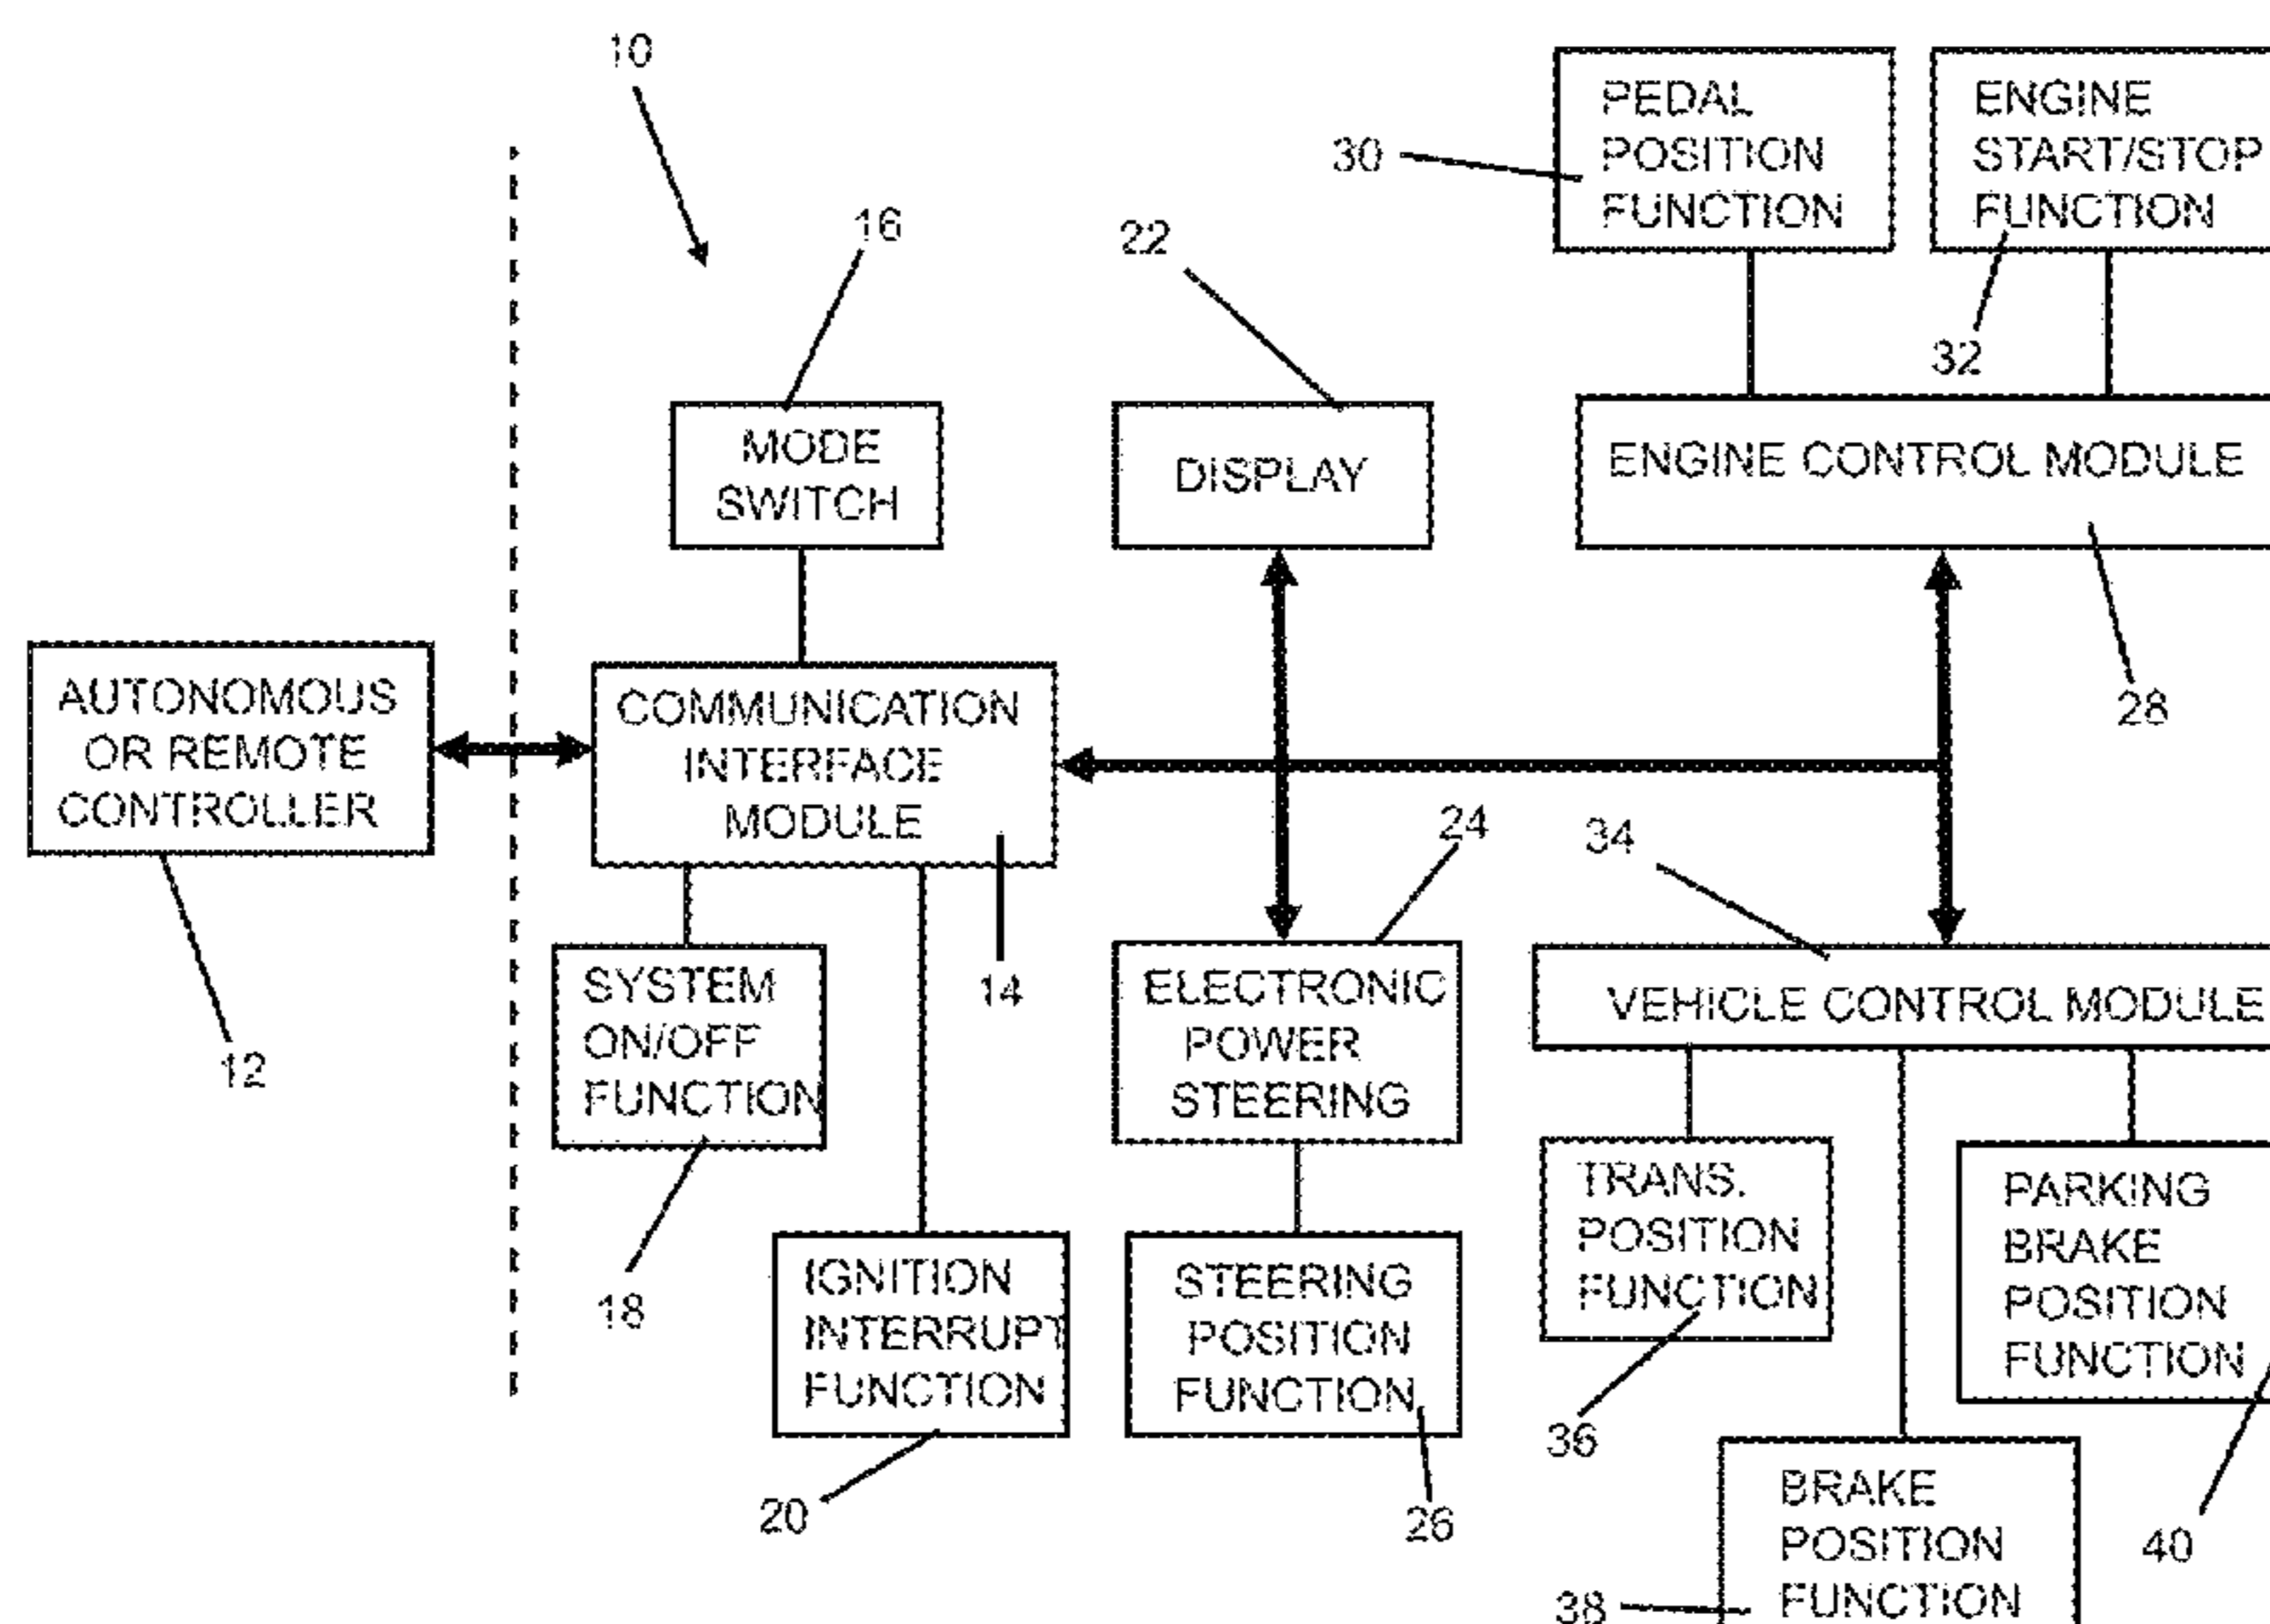 10
PEDAL
POSITION
FUNCTION
ENGINE
START/STOP
FUNCTION
30
16
22
32
MODE
SWITCH
DISPLAY
ENGINE CONTROL MODULE
28
AUTONOMOUS
OR REMOTE
CONTROLLER
COMMUNICATION
INTERFACE
MODULE
24
34
12
SYSTEM
ON/OFF
FUNCTION
14
ELECTRONIC
POWER
STEERING
VEHICLE CONTROL MODULE
18
IGNITION
INTERRUPT
FUNCTION
STEERING
POSITION
FUNCTION
TRANS.
POSITION
FUNCTION
PARKING
BRAKE
POSITION
FUNCTION
36
20
26
BRAKE
POSITION
FUNCTION
40
38